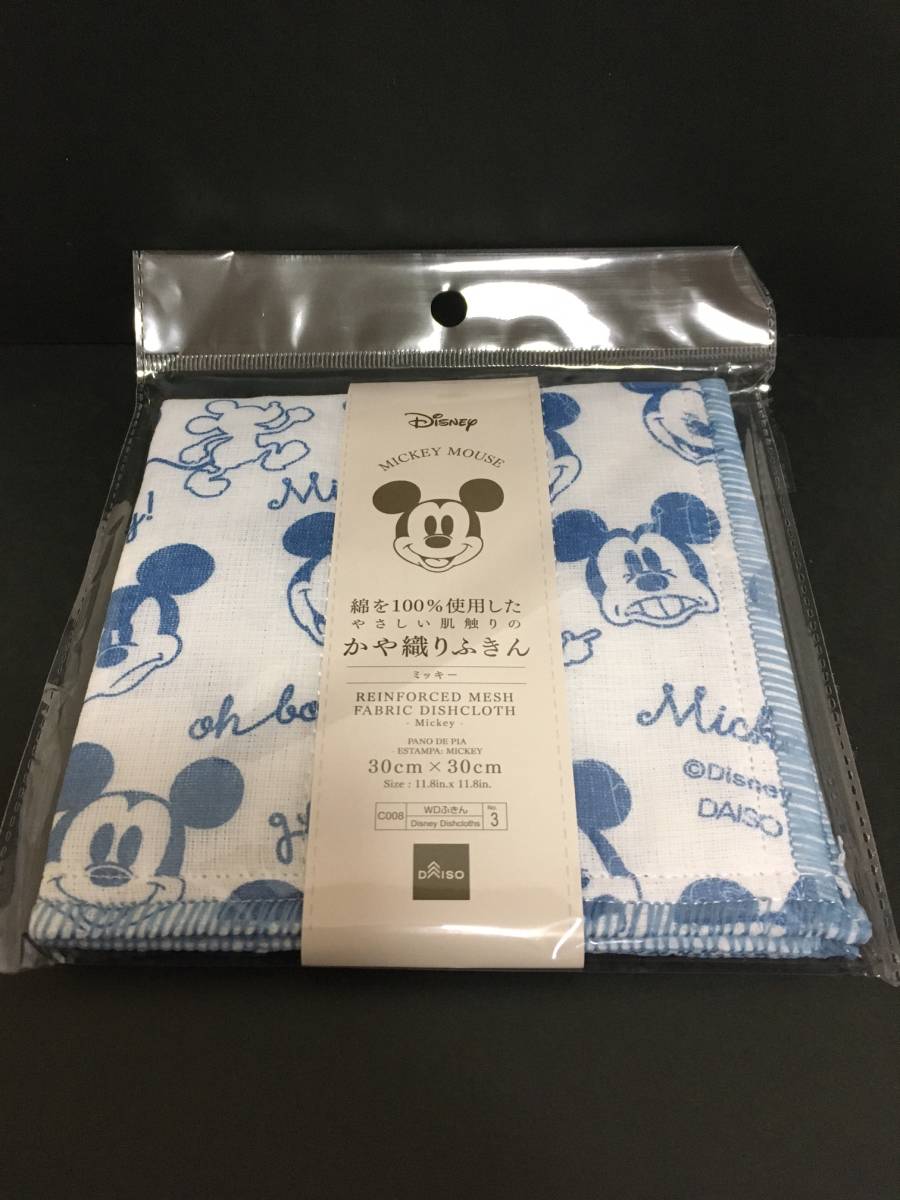 Disney
MICKEY MOUSE
綿を100%使用した
やさしい肌触りの
かや織りふきん
ミッキー
REINFORCED MESH
FABRIC DISHCLOTH
- Mickey -
PANO DE PIA
- ESTAMPA: MICKEY
30cm × 30cm
Size : 11.8in.x 11.8in.
C008 WDふきん No.
Disney Dishcloths 3
DAISO
oh bo
Mick
©Disney
DAISO